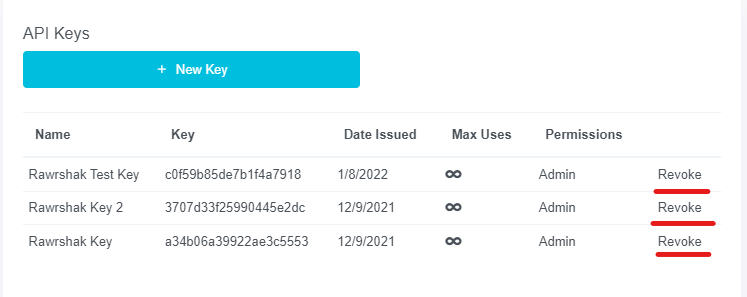 API Keys
+ New Key
Name Key Date Issued Max Uses Permissions
Rawrshak Test Key c0f59b85de7b1f4a7918 1/8/2022 ∞ Admin Revoke
Rawrshak Key 2 3707d33f25990445e2dc 12/9/2021 ∞ Admin Revoke
Rawrshak Key a34b06a39922ae3c5553 12/9/2021 ∞ Admin Revoke